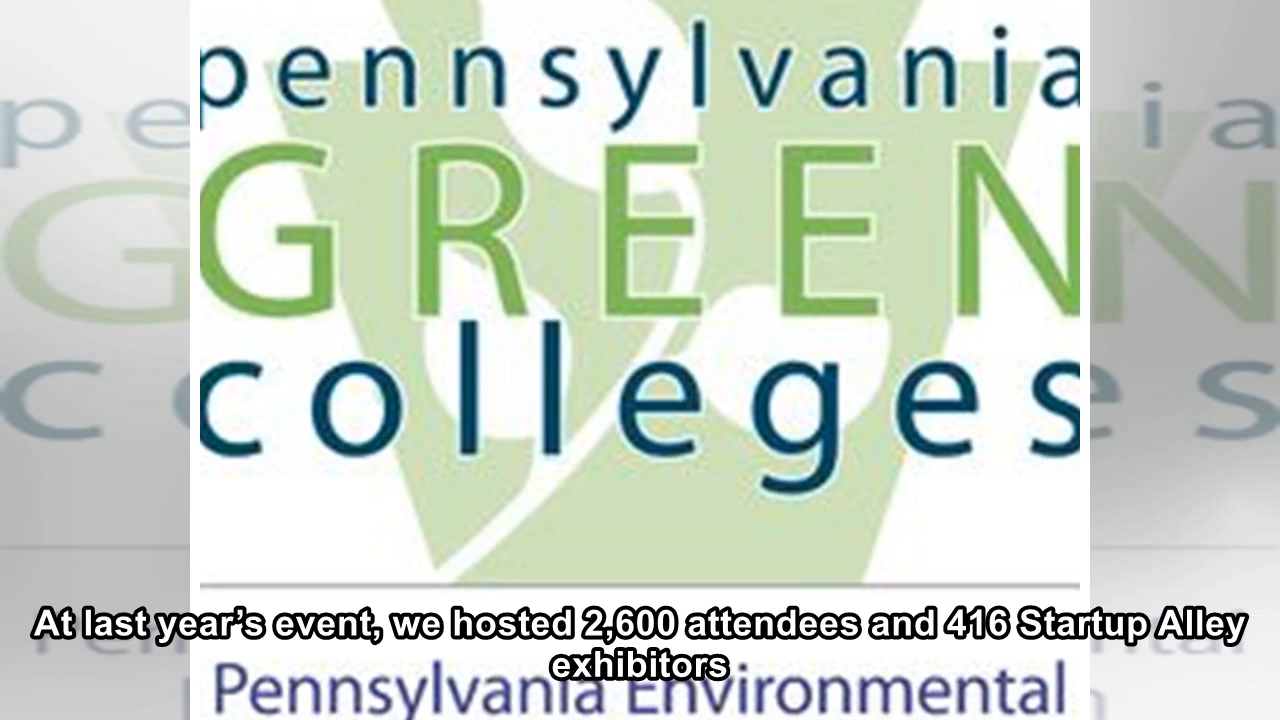 pennsylvania
GREEN
colleges
At last year’s event, we hosted 2,600 attendees and 416 Startup Alley
exhibitors
Pennsylvania Environmental